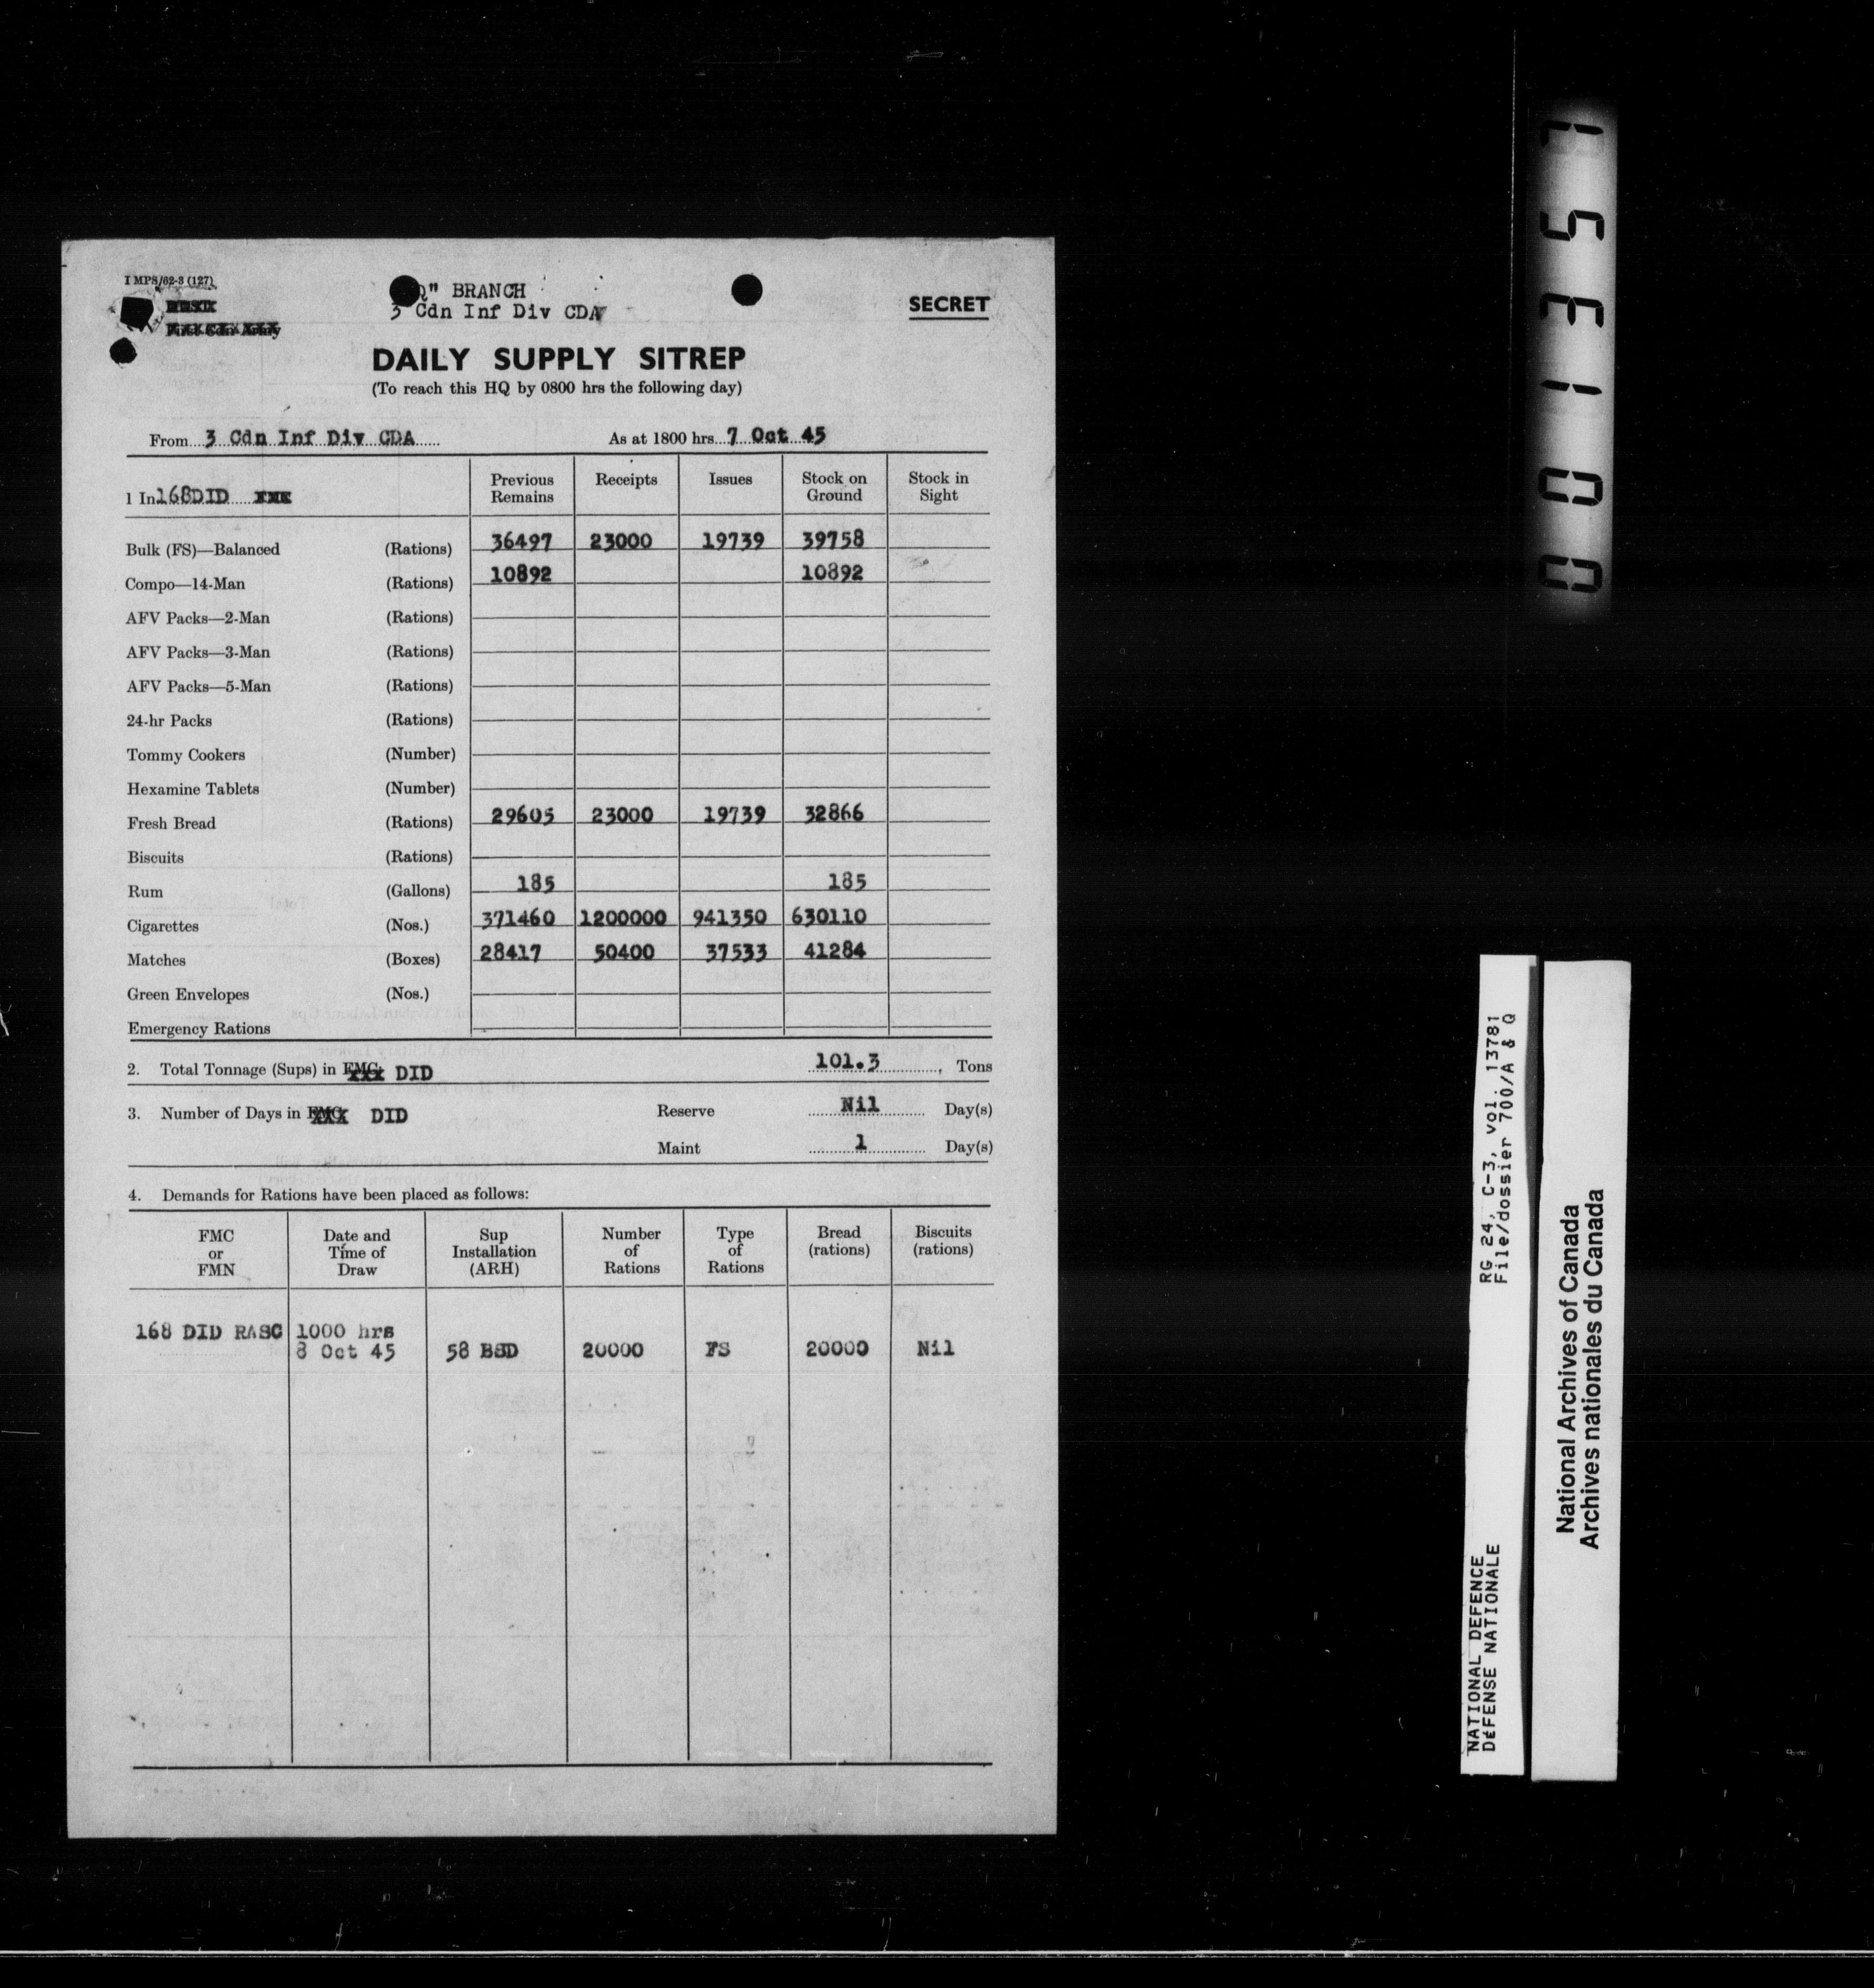 I MPS/62-3 (127)
Q" BRANCH
3 Cdn Inf Div CDA
SECRET
First Cdn Army
DAILY SUPPLY SITREP
(To reach this HQ by 0800 hrs the following day)
From 3 Cdn Inf Div CDA As at 1800 hrs 7 Oct 45
1 In 168DID xxx Previous Remains Receipts Issues Stock on Ground Stock in Sight
Bulk (FS)—Balanced (Rations) 36497 23000 19739 39758
Compo—14-Man (Rations) 10892 10892
AFV Packs—2-Man (Rations)
AFV Packs—3-Man (Rations)
AFV Packs—5-Man (Rations)
24-hr Packs (Rations)
Tommy Cookers (Number)
Hexamine Tablets (Number)
Fresh Bread (Rations) 29605 23000 19739 32866
Biscuits (Rations)
Rum (Gallons) 185 185
Cigarettes (Nos.) 371460 1200000 941350 630110
Matches (Boxes) 28417 50400 37533 41284
Green Envelopes (Nos.)
Emergency Rations
2. Total Tonnage (Sups) in FMC DID 101.3 Tons
3. Number of Days in FMC DID Reserve Nil Day(s)
Maint 1 Day(s)
4. Demands for Rations have been placed as follows:
FMC or FMN Date and Time of Draw Sup Installation (ARH) Number of Rations Type of Rations Bread (rations) Biscuits (rations)
168 DID RASC 1000 hrs
8 Oct 45 58 BSD 20000 FS 20000 Nil
001357
RG 24, C-3, vol. 13781
File/dossier 700/A & Q
NATIONAL DEFENCE
DéFENSE NATIONALE
National Archives of Canada
Archives nationales du Canada